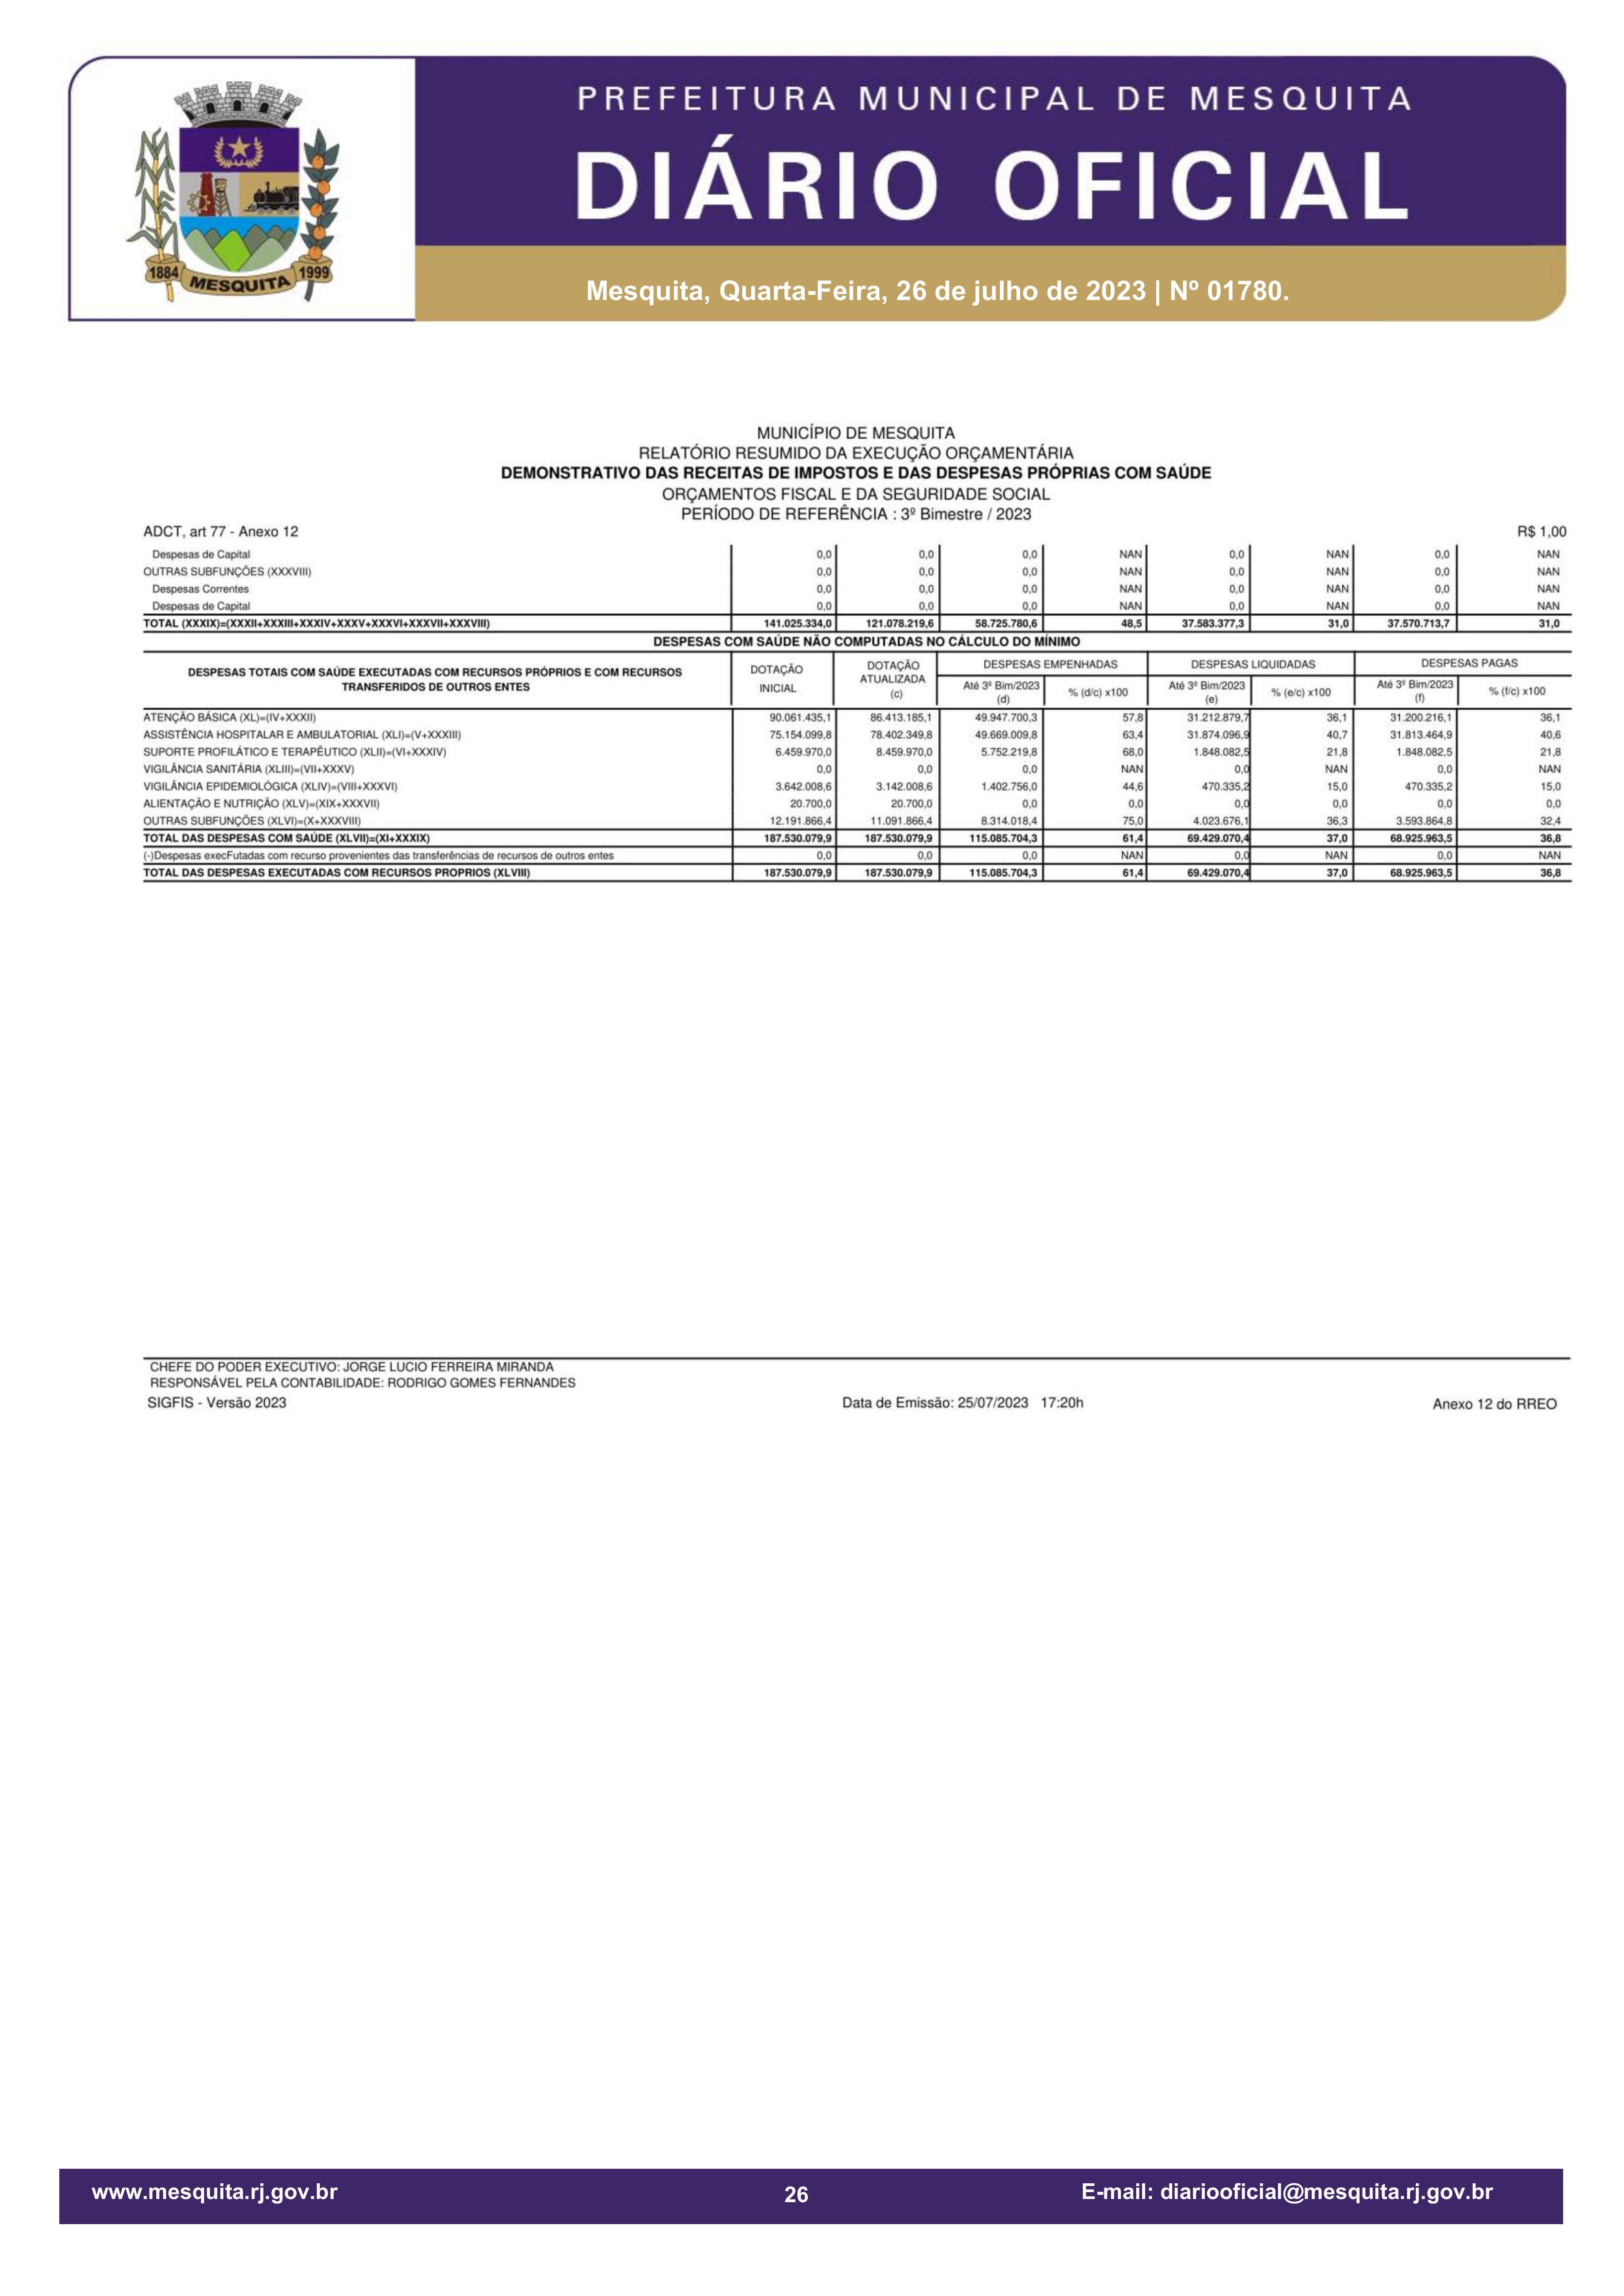 PREFEITURA MUNICIPAL DE MESQUITA
DIÁRIO OFICIAL
1884 MESQUITA 1999
Mesquita, Quarta-Feira, 26 de julho de 2023 | Nº 01780.
MUNICÍPIO DE MESQUITA
RELATÓRIO RESUMIDO DA EXECUÇÃO ORÇAMENTÁRIA
DEMONSTRATIVO DAS RECEITAS DE IMPOSTOS E DAS DESPESAS PRÓPRIAS COM SAÚDE
ORÇAMENTOS FISCAL E DA SEGURIDADE SOCIAL
PERÍODO DE REFERÊNCIA : 3º Bimestre / 2023
ADCT, art 77 - Anexo 12 R$ 1,00
Despesas de Capital 0,0 0,0 0,0 NAN 0,0 NAN 0,0 NAN
OUTRAS SUBFUNÇÕES (XXXVIII) 0,0 0,0 0,0 NAN 0,0 NAN 0,0 NAN
Despesas Correntes 0,0 0,0 0,0 NAN 0,0 NAN 0,0 NAN
Despesas de Capital 0,0 0,0 0,0 NAN 0,0 NAN 0,0 NAN
TOTAL (XXXIX)=(XXXII+XXXIII+XXXIV+XXXV+XXXVI+XXXVII+XXXVIII) 141.025.334,0 121.078.219,6 58.725.780,6 48,5 37.583.377,3 31,0 37.570.713,7 31,0
DESPESAS COM SAÚDE NÃO COMPUTADAS NO CÁLCULO DO MÍNIMO
DESPESAS TOTAIS COM SAÚDE EXECUTADAS COM RECURSOS PRÓPRIOS E COM RECURSOS TRANSFERIDOS DE OUTROS ENTES
DOTAÇÃO INICIAL
DOTAÇÃO ATUALIZADA (c)
DESPESAS EMPENHADAS DESPESAS LIQUIDADAS DESPESAS PAGAS
Até 3º Bim/2023 (d) % (d/c) x100 Até 3º Bim/2023 (e) % (e/c) x100 Até 3º Bim/2023 (f) % (f/c) x100
ATENÇÃO BÁSICA (XL)=(IV+XXXII) 90.061.435,1 86.413.185,1 49.947.700,3 57,8 31.212.879,7 36,1 31.200.216,1 36,1
ASSISTÊNCIA HOSPITALAR E AMBULATORIAL (XLI)=(V+XXXIII) 75.154.099,8 78.402.349,8 49.669.009,8 63,4 31.874.096,9 40,7 31.813.464,9 40,6
SUPORTE PROFILÁTICO E TERAPÊUTICO (XLII)=(VI+XXXIV) 6.459.970,0 8.459.970,0 5.752.219,8 68,0 1.848.082,5 21,8 1.848.082,5 21,8
VIGILÂNCIA SANITÁRIA (XLIII)=(VII+XXXV) 0,0 0,0 0,0 NAN 0,0 NAN 0,0 NAN
VIGILÂNCIA EPIDEMIOLÓGICA (XLIV)=(VIII+XXXVI) 3.642.008,6 3.142.008,6 1.402.756,0 44,6 470.335,2 15,0 470.335,2 15,0
ALIENTAÇÃO E NUTRIÇÃO (XLV)=(XIX+XXXVII) 20.700,0 20.700,0 0,0 0,0 0,0 0,0 0,0 0,0
OUTRAS SUBFUNÇÕES (XLVI)=(X+XXXVIII) 12.191.866,4 11.091.866,4 8.314.018,4 75,0 4.023.676,1 36,3 3.593.864,8 32,4
TOTAL DAS DESPESAS COM SAÚDE (XLVII)=(XI+XXXIX) 187.530.079,9 187.530.079,9 115.085.704,3 61,4 69.429.070,4 37,0 68.925.963,5 36,8
(-)Despesas execFutadas com recurso provenientes das transferências de recursos de outros entes 0,0 0,0 0,0 NAN 0,0 NAN 0,0 NAN
TOTAL DAS DESPESAS EXECUTADAS COM RECURSOS PROPRIOS (XLVIII) 187.530.079,9 187.530.079,9 115.085.704,3 61,4 69.429.070,4 37,0 68.925.963,5 36,8
CHEFE DO PODER EXECUTIVO: JORGE LUCIO FERREIRA MIRANDA
RESPONSÁVEL PELA CONTABILIDADE: RODRIGO GOMES FERNANDES
SIGFIS - Versão 2023 Data de Emissão: 25/07/2023 17:20h Anexo 12 do RREO
www.mesquita.rj.gov.br 26 E-mail: diariooficial@mesquita.rj.gov.br